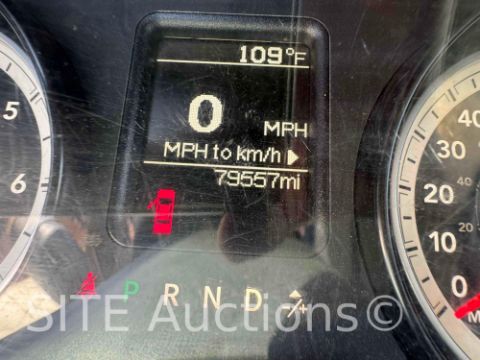 109°F
0
MPH
MPH to km/h
79557mi
P R N D
5
6
40
30
20
10
0
SITE Auctions